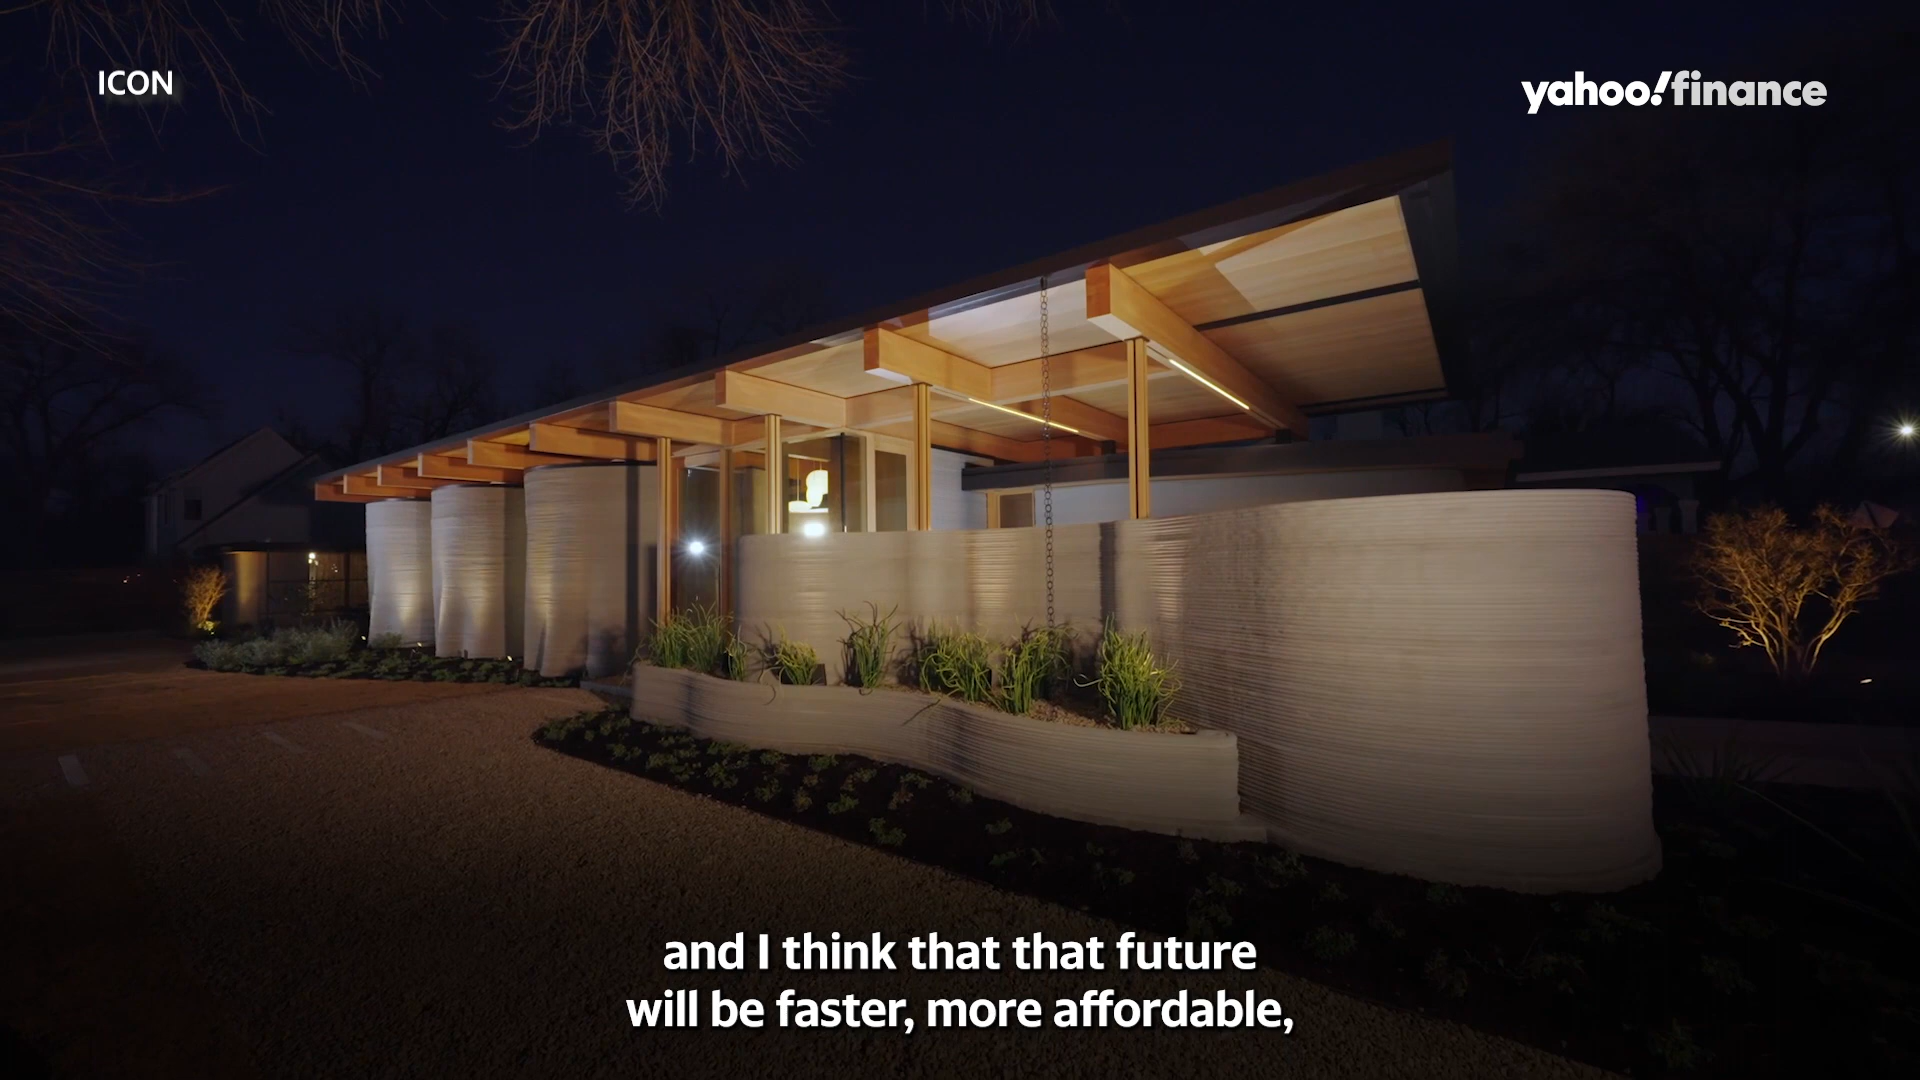 ICON
yahoo!finance
and I think that that future
will be faster, more affordable,